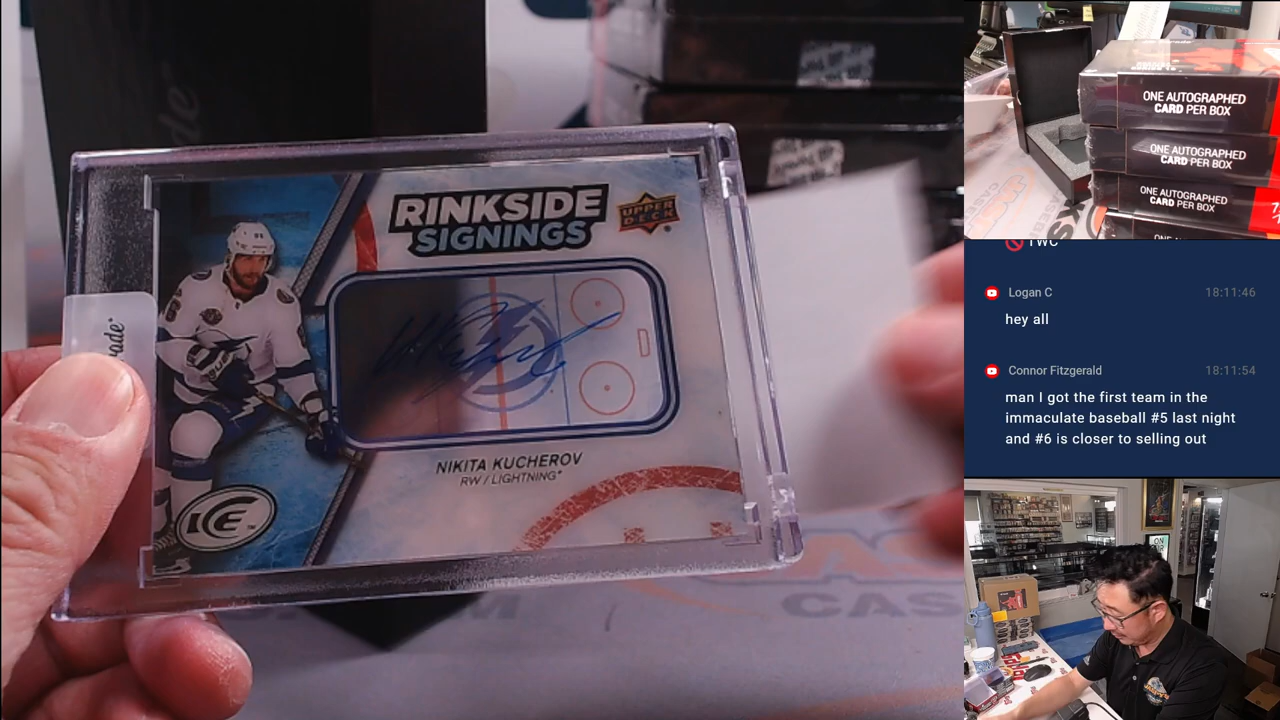 RINKSIDE
SIGNINGS
UPPER
DECK
NIKITA KUCHEROV
RW / LIGHTNING
ICE
ONE AUTOGRAPHED
CARD PER BOX
ONE AUTOGRAPHED
CARD PER BOX
ONE AUTOGRAPHED
CARD PER BOX
TWC
Logan C 18:11:46
hey all
Connor Fitzgerald 18:11:54
man I got the first team in the
immaculate baseball #5 last night
and #6 is closer to selling out